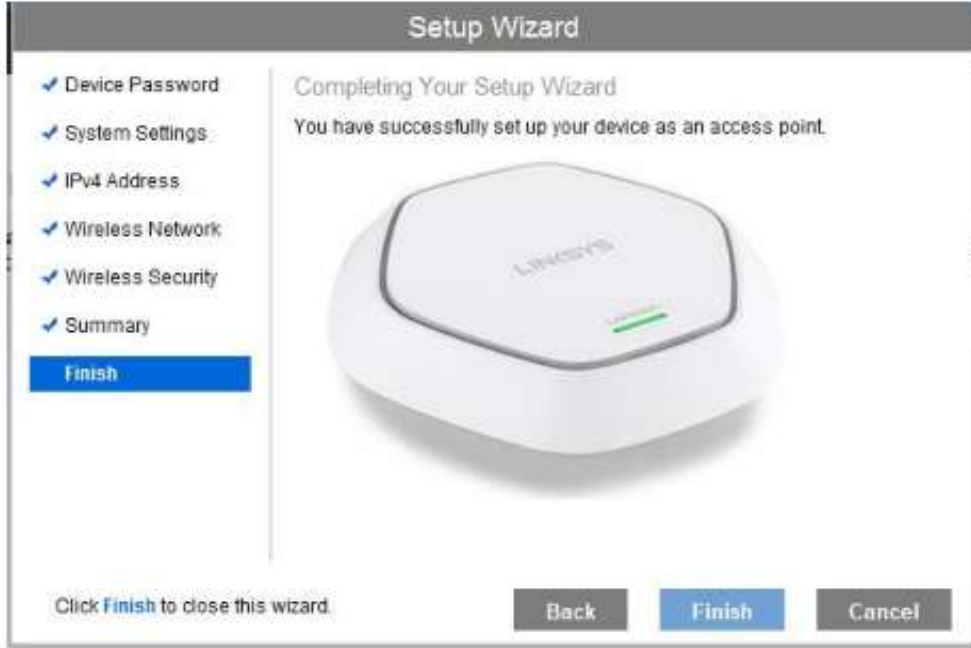 Setup Wizard
Device Password
System Settings
IPv4 Address
Wireless Network
Wireless Security
Summary
Finish
Completing Your Setup Wizard
You have successfully set up your device as an access point.
LINKSYS
Click Finish to close this wizard.
Back
Finish
Cancel